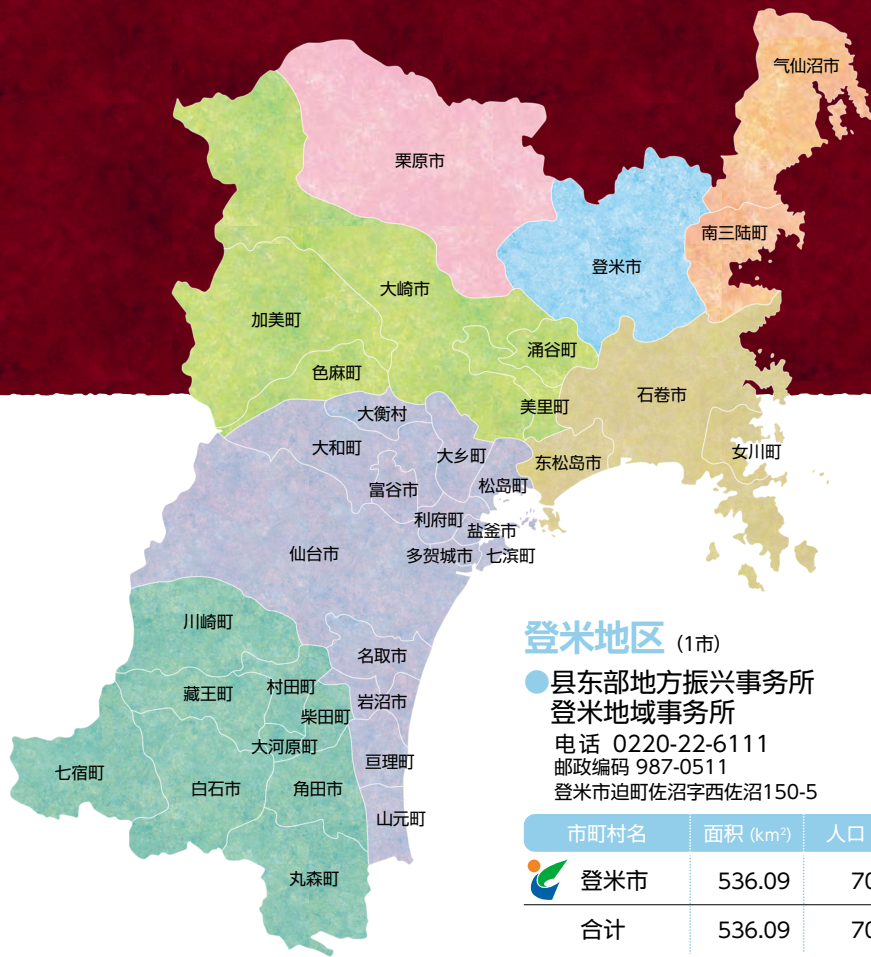 气仙沼市
栗原市
南三陆町
登米市
大崎市
加美町
涌谷町
色麻町
石卷市
美里町
大衡村
大和町
大乡町
女川町
东松岛市
富谷市
松岛町
利府町
盐釜市
仙台市
多贺城市
七滨町
川崎町
名取市
村田町
藏王町
岩沼市
柴田町
大河原町
亘理町
七宿町
白石市
角田市
山元町
丸森町
登米地区 (1市)
县东部地方振兴事务所
登米地域事务所
电话 0220-22-6111
邮政编码 987-0511
登米市迫町佐沼字西佐沼150-5
市町村名 面积 (km²) 人口
登米市 536.09 70
合计 536.09 70